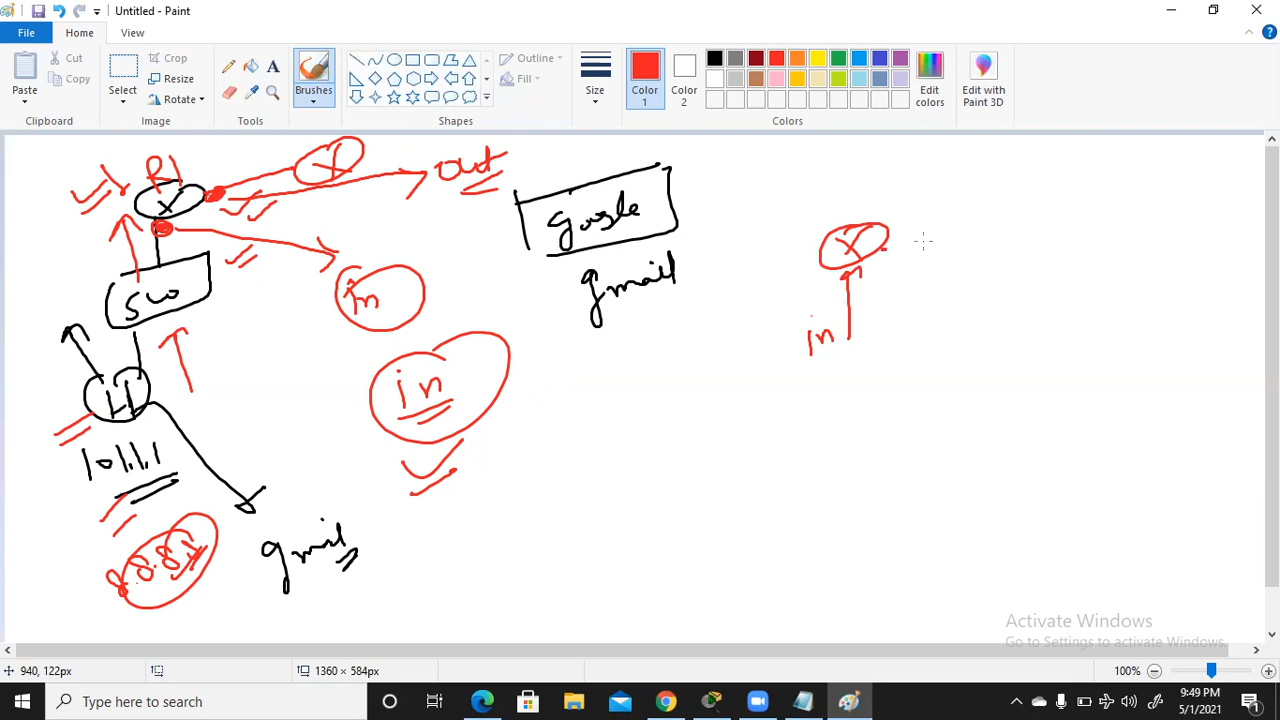 Untitled - Paint
File
Home
View
Paste
Cut
Copy
Clipboard
Select
Crop
Resize
Rotate
Image
A
Tools
Brushes
Shapes
Outline
Fill
Size
Color 1
Color 2
Edit colors
Colors
Edit with Paint 3D
R1
X
X
out
google
gmail
in
in
H
gmail
X
in
Activate Windows
Go to Settings to activate Windows.
940, 122px
1360 × 584px
100%
Type here to search
9:49 PM
5/1/2021
1